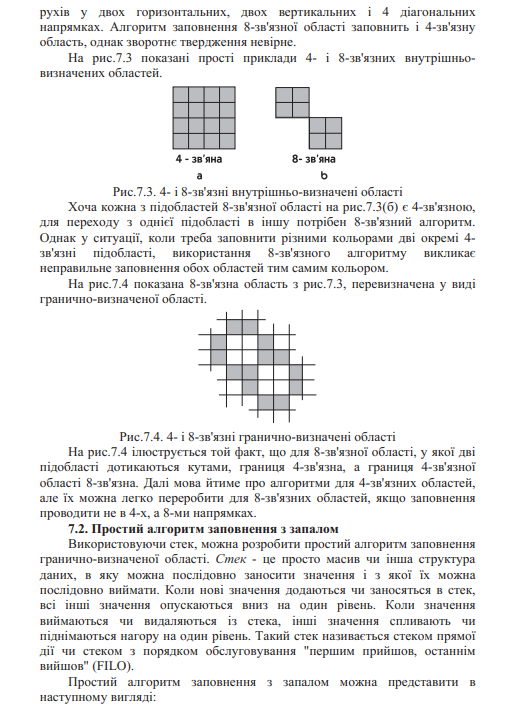 рухів у двох горизонтальних, двох вертикальних і 4 діагональних
напрямках. Алгоритм заповнення 8-зв'язної області заповнить і 4-зв'язну
область, однак зворотнє твердження невірне.
На рис.7.3 показані прості приклади 4- і 8-зв'язних внутрішньо-
визначених областей.
4 - зв'яна 8- зв'яна
а b
Рис.7.3. 4- і 8-зв'язні внутрішньо-визначені області
Хоча кожна з підобластей 8-зв'язної області на рис.7.3(б) є 4-зв'язною,
для переходу з однієї підобласті в іншу потрібен 8-зв'язний алгоритм.
Однак у ситуації, коли треба заповнити різними кольорами дві окремі 4-
зв'язні підобласті, використання 8-зв'язного алгоритму викликає
неправильне заповнення обох областей тим самим кольором.
На рис.7.4 показана 8-зв'язна область з рис.7.3, перевизначена у виді
гранично-визначеної області.
Рис.7.4. 4- і 8-зв'язні гранично-визначені області
На рис.7.4 ілюструється той факт, що для 8-зв'язної області, у якої дві
підобласті дотикаються кутами, границя 4-зв'язна, а границя 4-зв'язної
області 8-зв'язна. Далі мова йтиме про алгоритми для 4-зв'язних областей,
але їх можна легко переробити для 8-зв'язних областей, якщо заповнення
проводити не в 4-х, а 8-ми напрямках.
7.2. Простий алгоритм заповнення з запалом
Використовуючи стек, можна розробити простий алгоритм заповнення
гранично-визначеної області. Стек - це просто масив чи інша структура
даних, в яку можна послідовно заносити значення і з якої їх можна
послідовно виймати. Коли нові значення додаються чи заносяться в стек,
всі інші значення опускаються вниз на один рівень. Коли значення
виймаються чи видаляються із стека, інші значення спливають чи
піднімаються нагору на один рівень. Такий стек називається стеком прямої
дії чи стеком з порядком обслуговування "першим прийшов, останнім
вийшов" (FILO).
Простий алгоритм заповнення з запалом можна представити в
наступному вигляді: